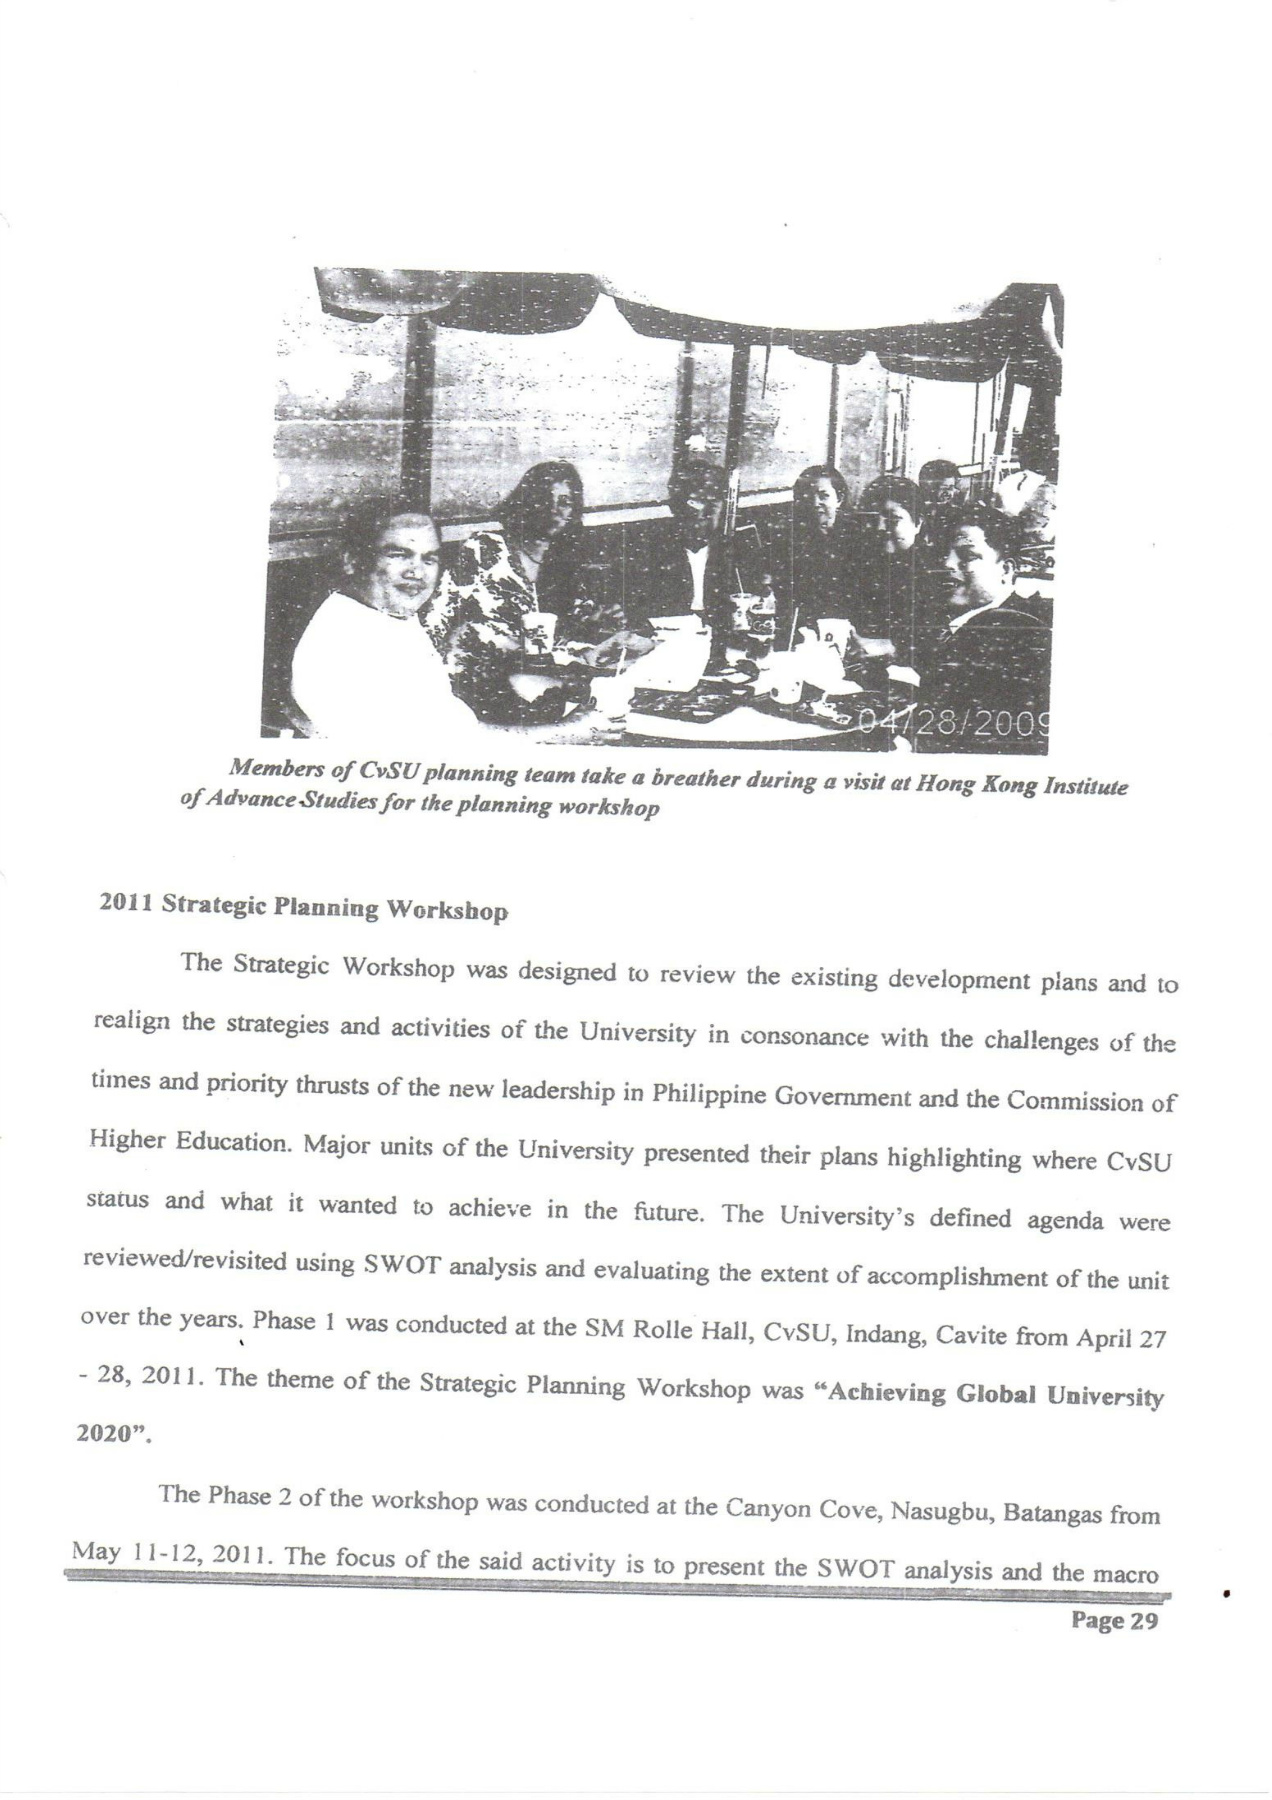 04/28/2009
Members of CvSU planning team take a breather during a visit at Hong Kong Institute
of Advance Studies for the planning workshop
2011 Strategic Planning Workshop
The Strategic Workshop was designed to review the existing development plans and to
realign the strategies and activities of the University in consonance with the challenges of the
times and priority thrusts of the new leadership in Philippine Government and the Commission of
Higher Education. Major units of the University presented their plans highlighting where CvSU
status and what it wanted to achieve in the future. The University's defined agenda were
reviewed/revisited using SWOT analysis and evaluating the extent of accomplishment of the unit
over the years. Phase 1 was conducted at the SM Rolle Hall, CvSU, Indang, Cavite from April 27
- 28, 2011. The theme of the Strategic Planning Workshop was “Achieving Global University
2020”.
The Phase 2 of the workshop was conducted at the Canyon Cove, Nasugbu, Batangas from
May 11-12, 2011. The focus of the said activity is to present the SWOT analysis and the macro
Page 29